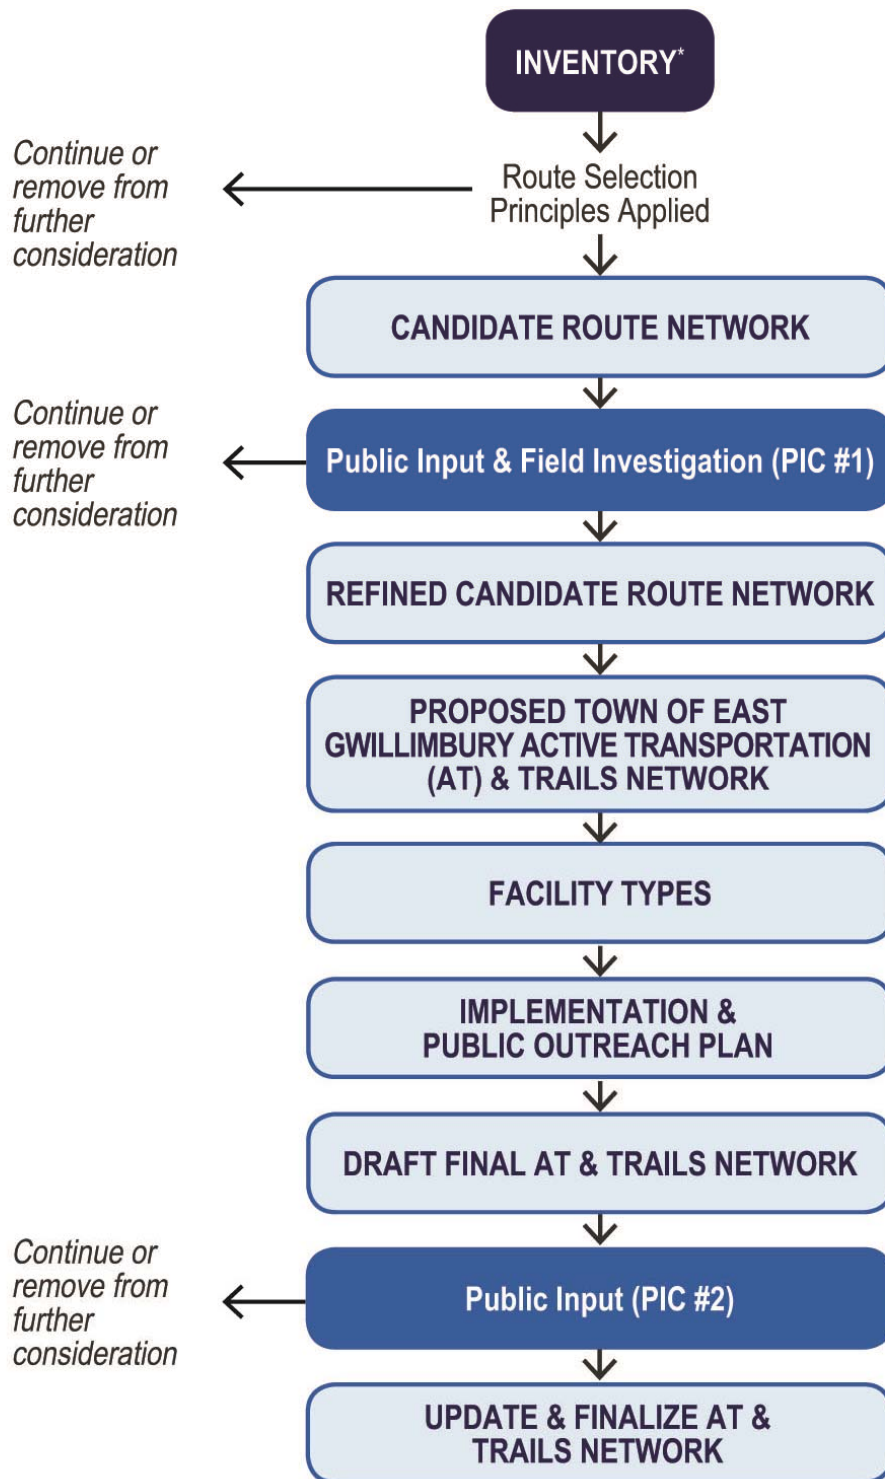 INVENTORY*
Continue or
remove from
further
consideration
Route Selection
Principles Applied
CANDIDATE ROUTE NETWORK
Continue or
remove from
further
consideration
Public Input & Field Investigation (PIC #1)
REFINED CANDIDATE ROUTE NETWORK
PROPOSED TOWN OF EAST
GWILLIMBURY ACTIVE TRANSPORTATION
(AT) & TRAILS NETWORK
FACILITY TYPES
IMPLEMENTATION &
PUBLIC OUTREACH PLAN
DRAFT FINAL AT & TRAILS NETWORK
Continue or
remove from
further
consideration
Public Input (PIC #2)
UPDATE & FINALIZE AT &
TRAILS NETWORK